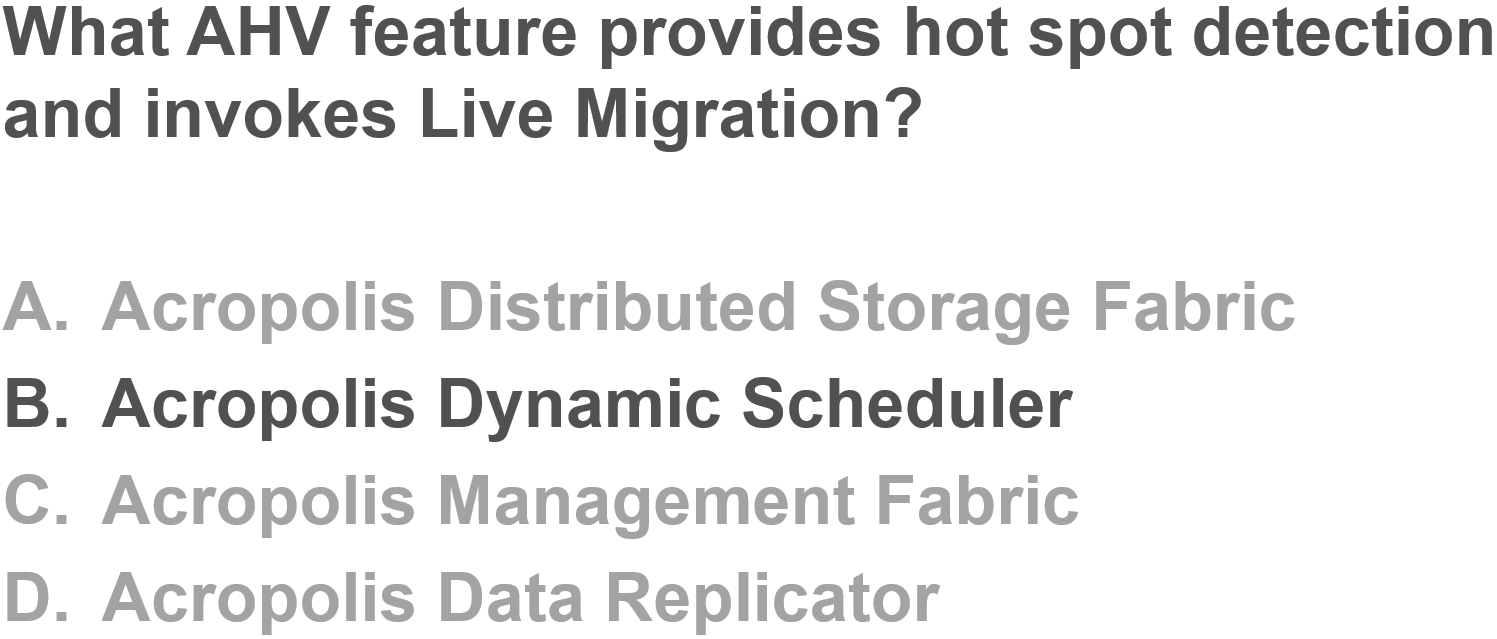 What AHV feature provides hot spot detection
and invokes Live Migration?
A. Acropolis Distributed Storage Fabric
B. Acropolis Dynamic Scheduler
C. Acropolis Management Fabric
D. Acropolis Data Replicator